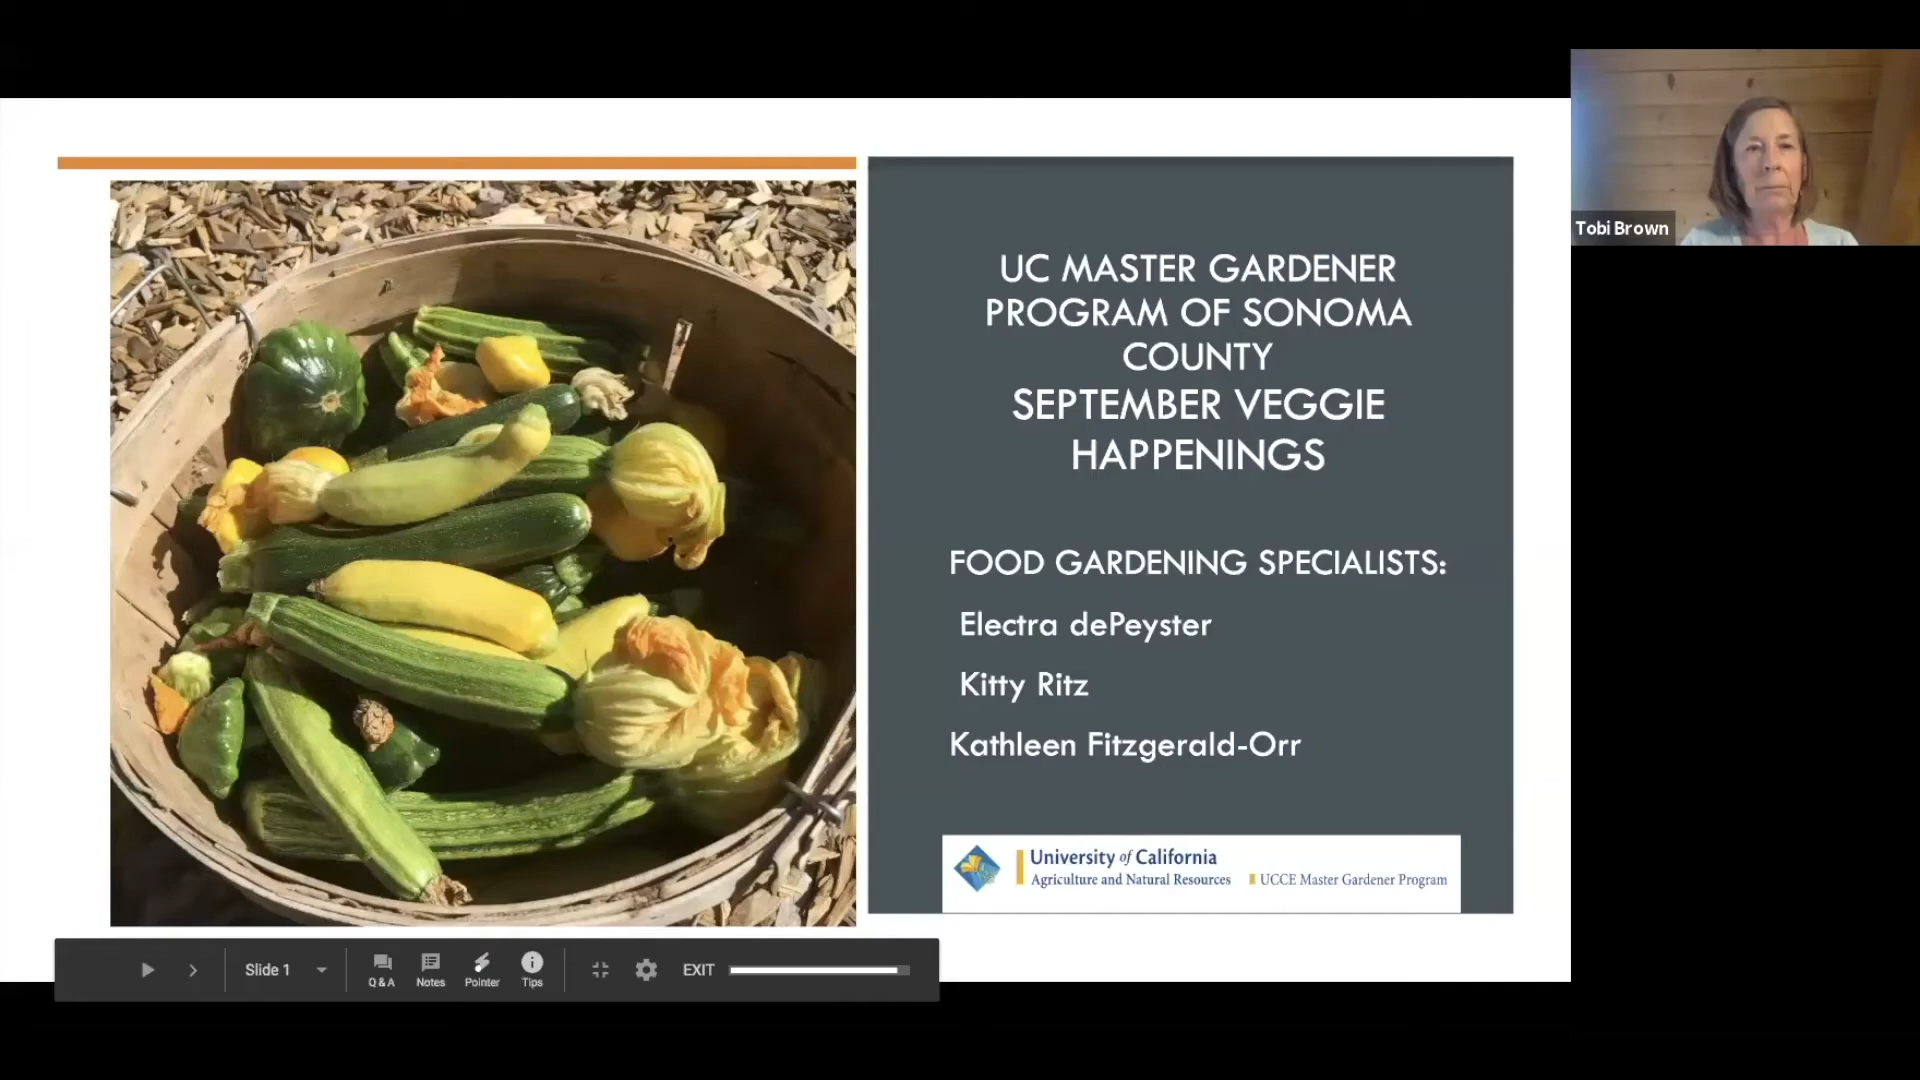 Tobi Brown
UC MASTER GARDENER
PROGRAM OF SONOMA
COUNTY
SEPTEMBER VEGGIE
HAPPENINGS
FOOD GARDENING SPECIALISTS:
Electra dePeyster
Kitty Ritz
Kathleen Fitzgerald-Orr
University of California
Agriculture and Natural Resources
UCCE Master Gardener Program
Slide 1
Q & A
Notes
Pointer
Tips
EXIT